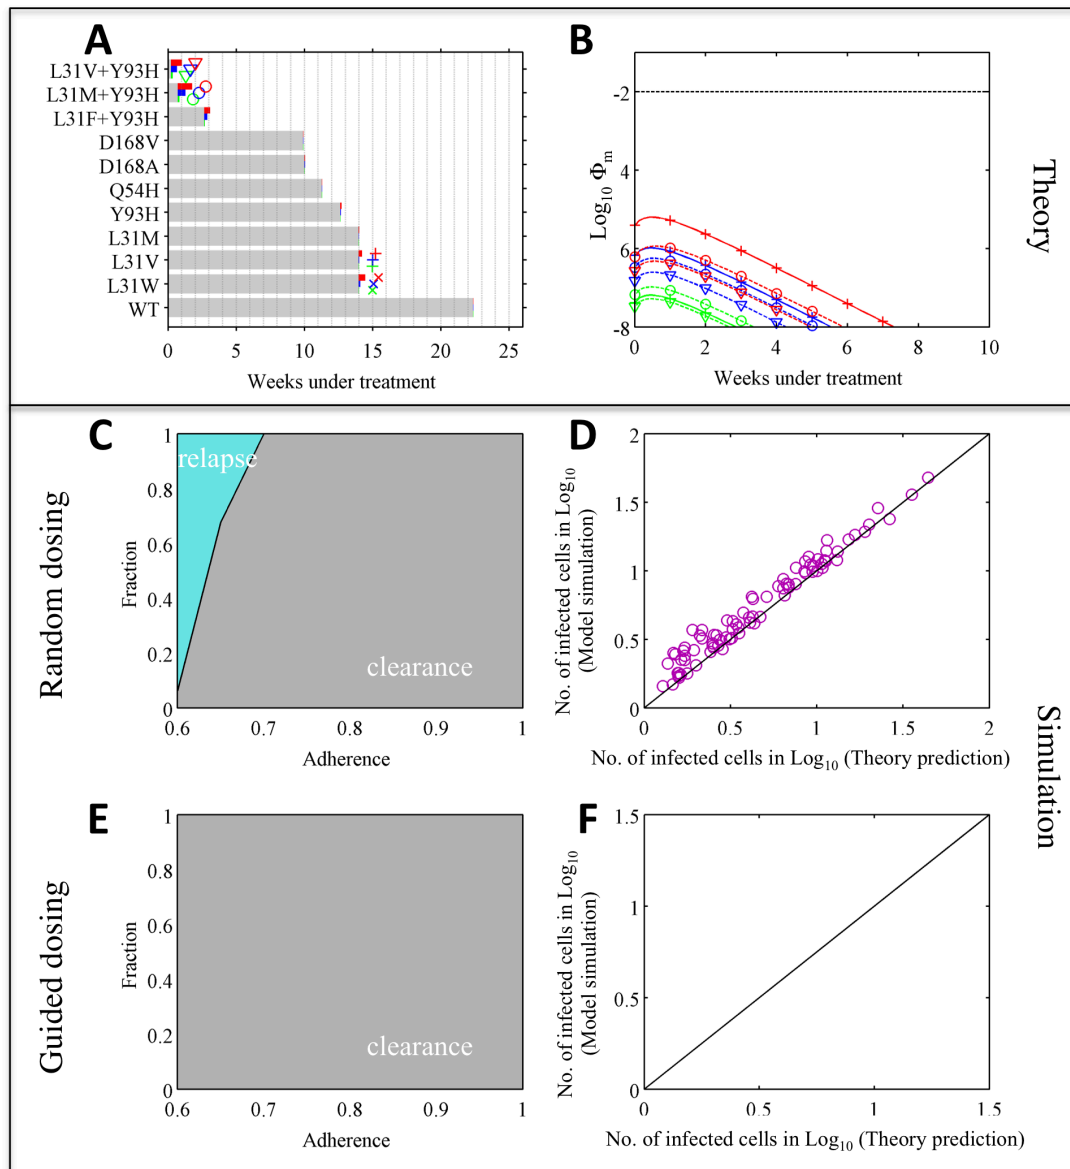 A
L31V+Y93H
L31M+Y93H
L31F+Y93H
D168V
D168A
Q54H
Y93H
L31M
L31V
L31W
WT
0 5 10 15 20 25
Weeks under treatment
B
-2
4
6
-8
Log10 Φm
0 2 4 6 8 10
Weeks under treatment
Theory
Random dosing
C
1
0.8
0.6
0.4
0.2
0
Fraction
relapse
clearance
0.6 0.7 0.8 0.9 1
Adherence
D
2
1.5
1
0.5
0
No. of infected cells in Log10
(Model simulation)
0 0.5 1 1.5 2
No. of infected cells in Log10 (Theory prediction)
Simulation
Guided dosing
E
1
0.8
0.6
0.4
0.2
0
Fraction
clearance
0.6 0.7 0.8 0.9 1
Adherence
F
1.5
1
0.5
0
No. of infected cells in Log10
(Model simulation)
0 0.5 1 1.5
No. of infected cells in Log10 (Theory prediction)